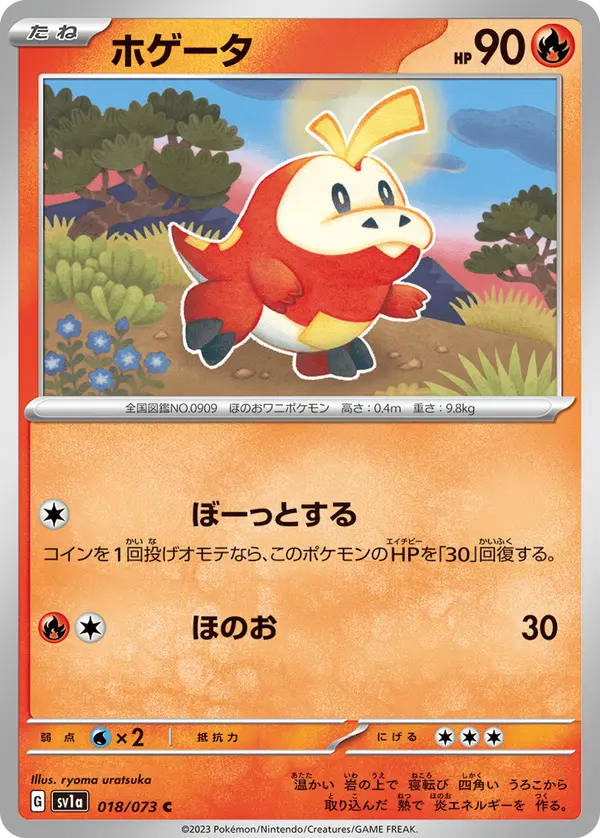 たね ホゲータ HP 90
全国図鑑NO.0909 ほのおワニポケモン 高さ：0.4m 重さ：9.8kg
ぼーっとする
コインを1回投げオモテなら、このポケモンのHPを「30」回復する。
ほのお 30
弱点 ×2 抵抗力 にげる
Illus. ryoma uratsuka
G sv1a 018/073 C
温かい 岩の上で 寝転び 四角い うろこから
取り込んだ 熱で 炎エネルギーを 作る。
©2023 Pokémon/Nintendo/Creatures/GAME FREAK.